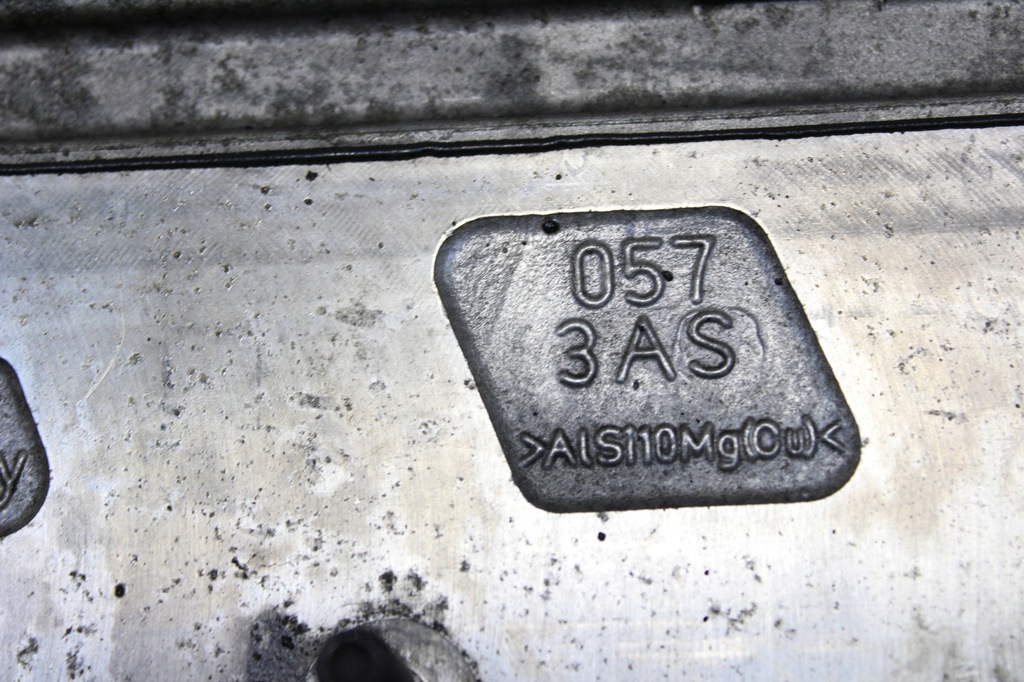 057
3AS
>AlSi10Mg(Cu)<
y